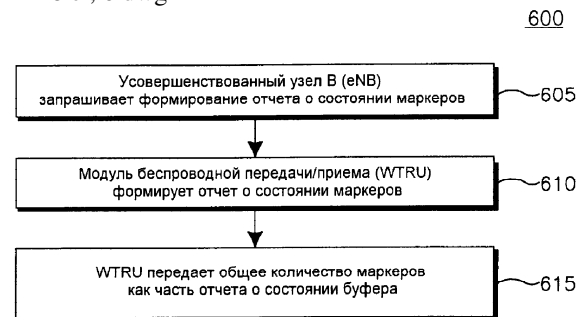 600
Усовершенствованный узел В (eNB)
запрашивает формирование отчета о состоянии маркеров
605
Модуль беспроводной передачи/приема (WTRU)
формирует отчет о состоянии маркеров
610
WTRU передает общее количество маркеров
как часть отчета о состоянии буфера
615